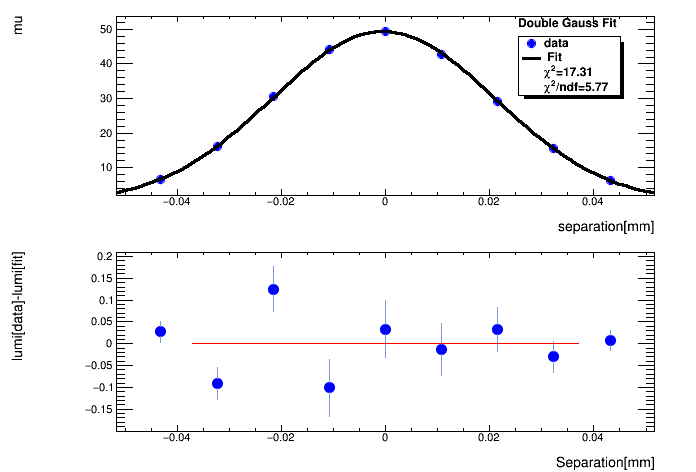 Double Gauss Fit
mu
data
Fit
χ²=17.31
χ²/ndf=5.77
50
40
30
20
10
−0.04 −0.02 0 0.02 0.04
separation[mm]
lumi[data]-lumi[fit]
0.2
0.15
0.1
0.05
0
−0.05
−0.1
−0.15
−0.04 −0.02 0 0.02 0.04
Separation[mm]